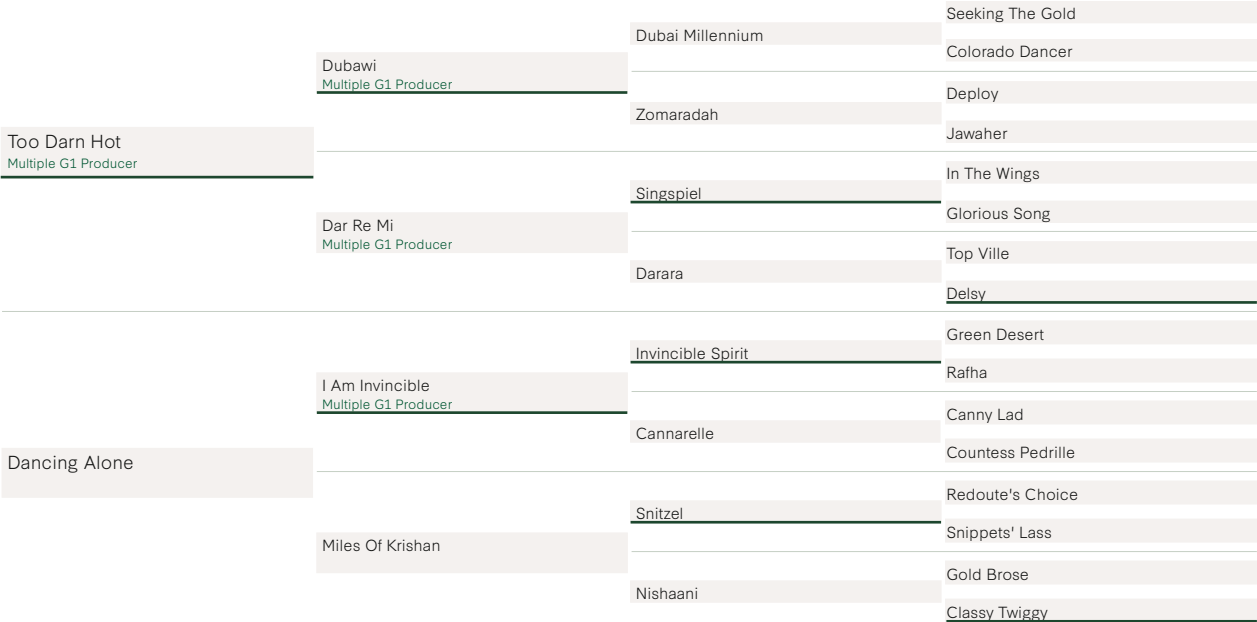 Too Darn Hot
Multiple G1 Producer
Dancing Alone
Dubawi
Multiple G1 Producer
Dar Re Mi
Multiple G1 Producer
I Am Invincible
Multiple G1 Producer
Miles Of Krishan
Dubai Millennium
Zomaradah
Singspiel
Darara
Invincible Spirit
Cannarelle
Snitzel
Nishaani
Seeking The Gold
Colorado Dancer
Deploy
Jawaher
In The Wings
Glorious Song
Top Ville
Delsy
Green Desert
Rafha
Canny Lad
Countess Pedrille
Redoute's Choice
Snippets' Lass
Gold Brose
Classy Twiggy